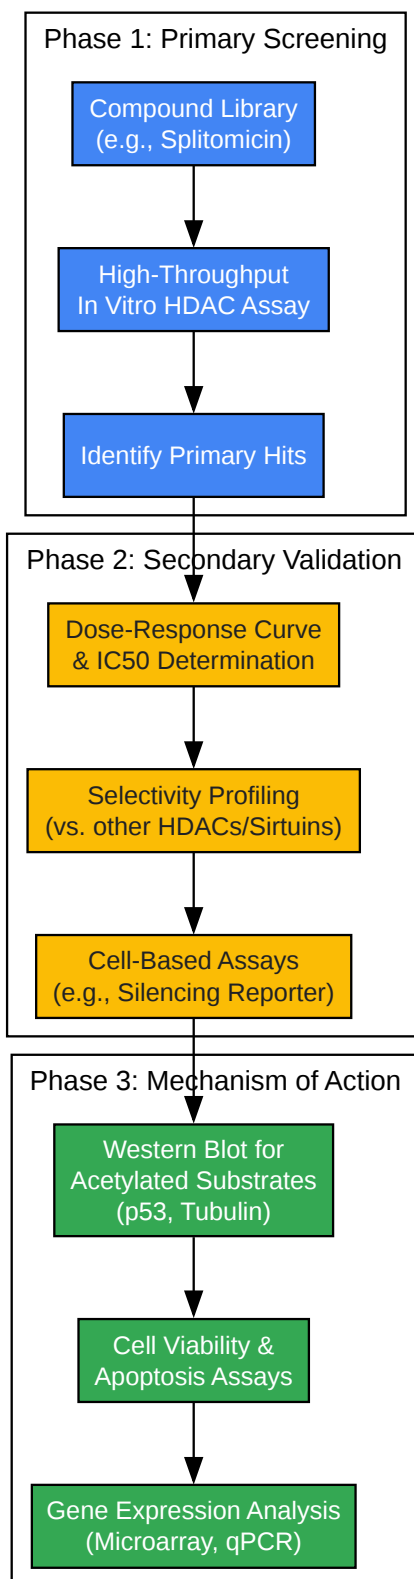 Phase 1: Primary Screening
Compound Library
(e.g., Splitomicin)
High-Throughput
In Vitro HDAC Assay
Identify Primary Hits
Phase 2: Secondary Validation
Dose-Response Curve
& IC50 Determination
Selectivity Profiling
(vs. other HDACs/Sirtuins)
Cell-Based Assays
(e.g., Silencing Reporter)
Phase 3: Mechanism of Action
Western Blot for
Acetylated Substrates
(p53, Tubulin)
Cell Viability &
Apoptosis Assays
Gene Expression Analysis
(Microarray, qPCR)